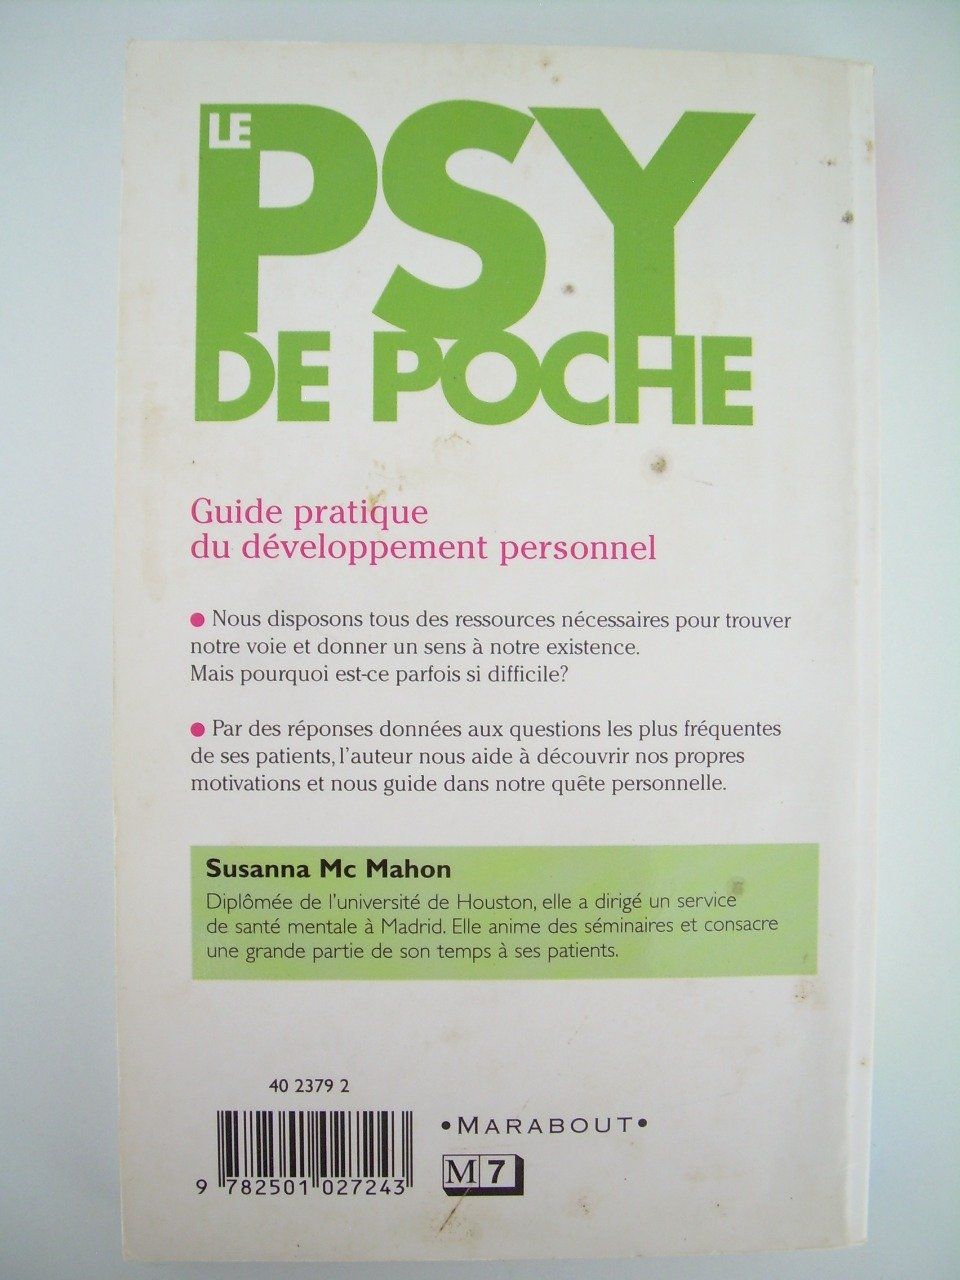 LE
PSY
DE POCHE
Guide pratique
du développement personnel
● Nous disposons tous des ressources nécessaires pour trouver
notre voie et donner un sens à notre existence.
Mais pourquoi est-ce parfois si difficile?
● Par des réponses données aux questions les plus fréquentes
de ses patients, l'auteur nous aide à découvrir nos propres
motivations et nous guide dans notre quête personnelle.
Susanna Mc Mahon
Diplômée de l'université de Houston, elle a dirigé un service
de santé mentale à Madrid. Elle anime des séminaires et consacre
une grande partie de son temps à ses patients.
40 2379 2
9 782501 027243
•MARABOUT•
M 7